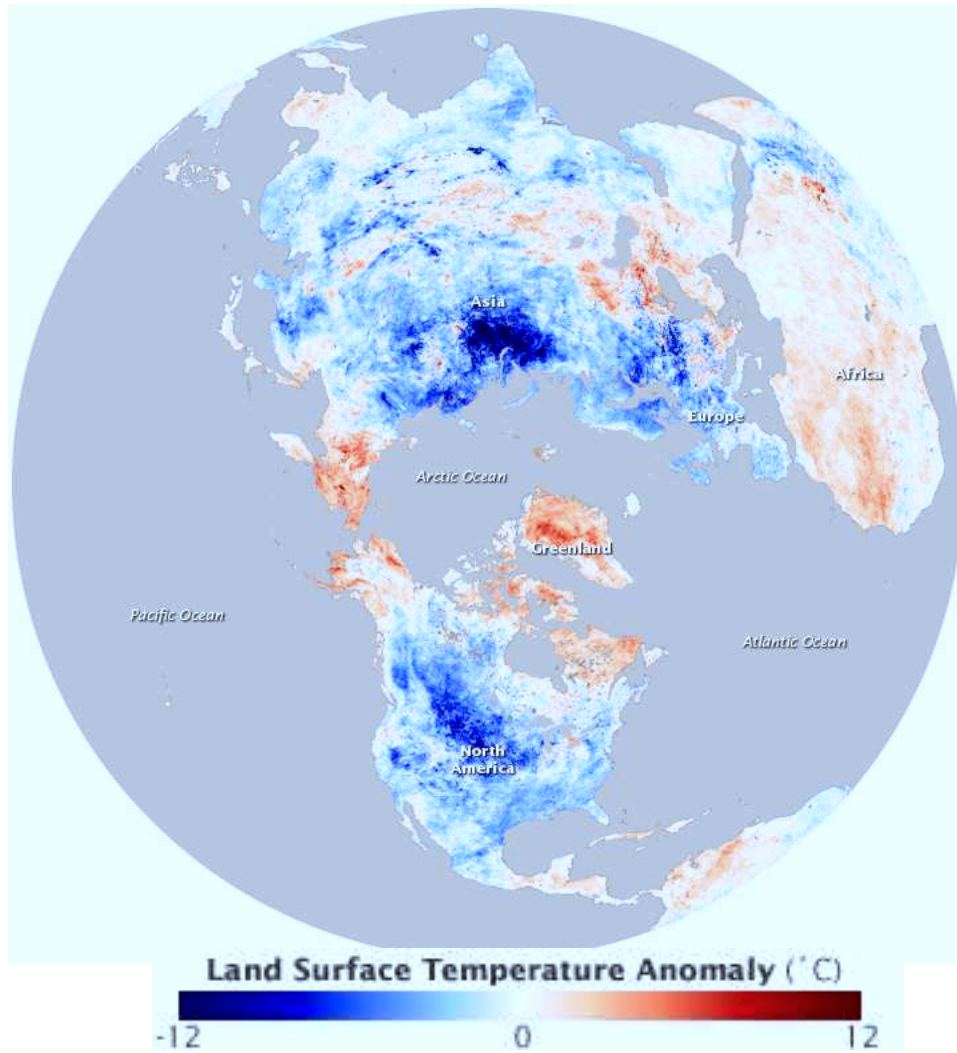 Asia
Africa
Europe
Arctic Ocean
Greenland
Pacific Ocean
Atlantic Ocean
North
America
Land Surface Temperature Anomaly (˚C)
-12 0 12